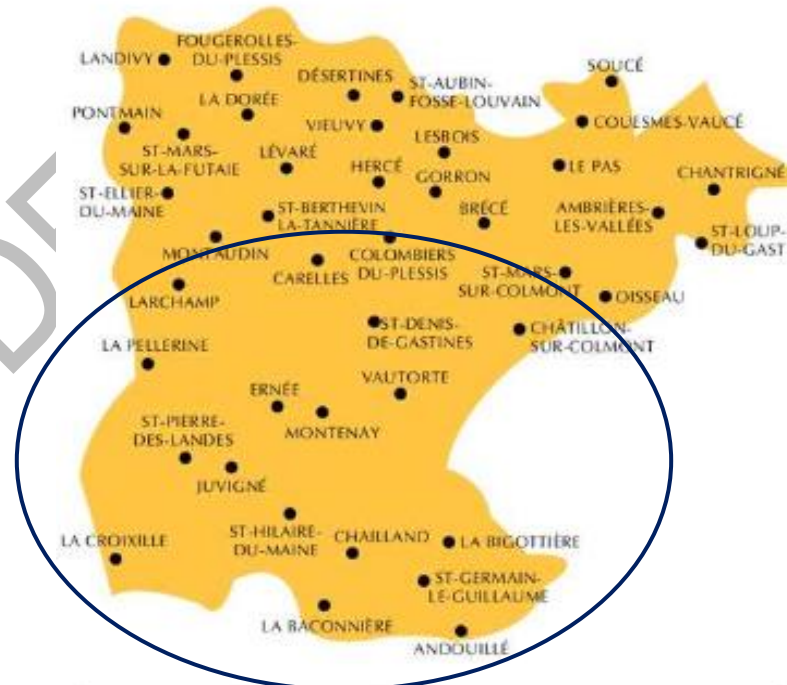 LANDIVY
FOUGEROLLES-
DU-PLESSIS
DÉSERTINES
ST-AUBIN-
FOSSE-LOUVAIN
SOUCÉ
LA DORÉE
PONTMAIN
VIEUVY
COUESMES-VAUCÉ
ST-MARS-
SUR-LA-FUTAIE
LÉVARÉ
HERCÉ
LESBOIS
GORRON
LE PAS
CHANTRIGNÉ
ST-ELLIER-
DU-MAINE
ST-BERTHEVIN
LA-TANNIÈRE
BRÉCÉ
AMBRIÈRES-
LES-VALLÉES
ST-LOUP-
DU-GAST
MONTAUDIN
CARELLES
COLOMBIERS
DU-PLESSIS
ST-MARS-
SUR-COLMONT
OISSEAU
LARCHAMP
ST-DENIS-
DE-GASTINES
CHÂTILLON-
SUR-COLMONT
LA PELLERINE
ERNÉE
VAUTORTE
MONTENAY
ST-PIERRE-
DES-LANDES
JUVIGNÉ
LA CROIXILLE
ST-HILAIRE-
DU-MAINE
CHAILLAND
LA BIGOTTIÈRE
ST-GERMAIN-
LE-GUILLAUME
LA BACONNIÈRE
ANDOUILLÉ